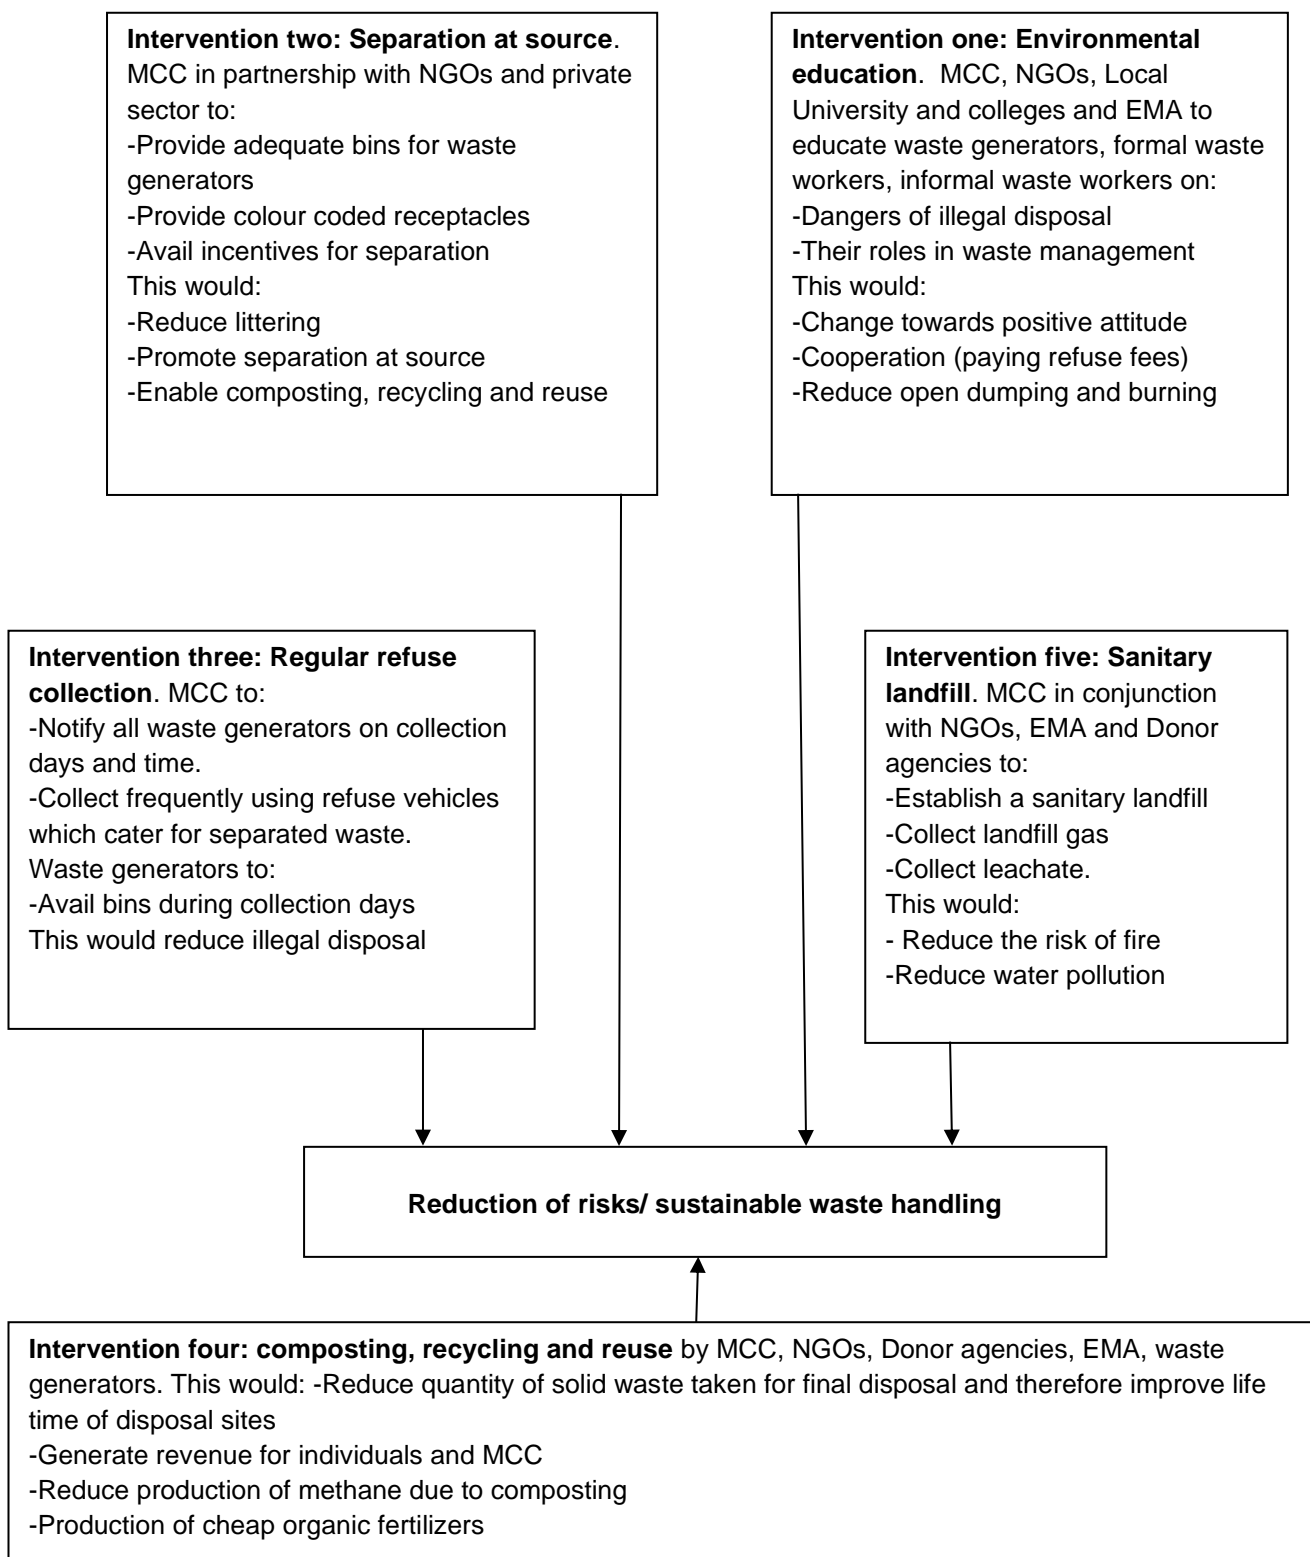 Intervention two: Separation at source.
MCC in partnership with NGOs and private
sector to:
-Provide adequate bins for waste
generators
-Provide colour coded receptacles
-Avail incentives for separation
This would:
-Reduce littering
-Promote separation at source
-Enable composting, recycling and reuse
Intervention one: Environmental
education.  MCC, NGOs, Local
University and colleges and EMA to
educate waste generators, formal waste
workers, informal waste workers on:
-Dangers of illegal disposal
-Their roles in waste management
This would:
-Change towards positive attitude
-Cooperation (paying refuse fees)
-Reduce open dumping and burning
Intervention three: Regular refuse
collection. MCC to:
-Notify all waste generators on collection
days and time.
-Collect frequently using refuse vehicles
which cater for separated waste.
Waste generators to:
-Avail bins during collection days
This would reduce illegal disposal
Intervention five: Sanitary
landfill. MCC in conjunction
with NGOs, EMA and Donor
agencies to:
-Establish a sanitary landfill
-Collect landfill gas
-Collect leachate.
This would:
- Reduce the risk of fire
-Reduce water pollution
Reduction of risks/ sustainable waste handling
Intervention four: composting, recycling and reuse by MCC, NGOs, Donor agencies, EMA, waste
generators. This would: -Reduce quantity of solid waste taken for final disposal and therefore improve life
time of disposal sites
-Generate revenue for individuals and MCC
-Reduce production of methane due to composting
-Production of cheap organic fertilizers